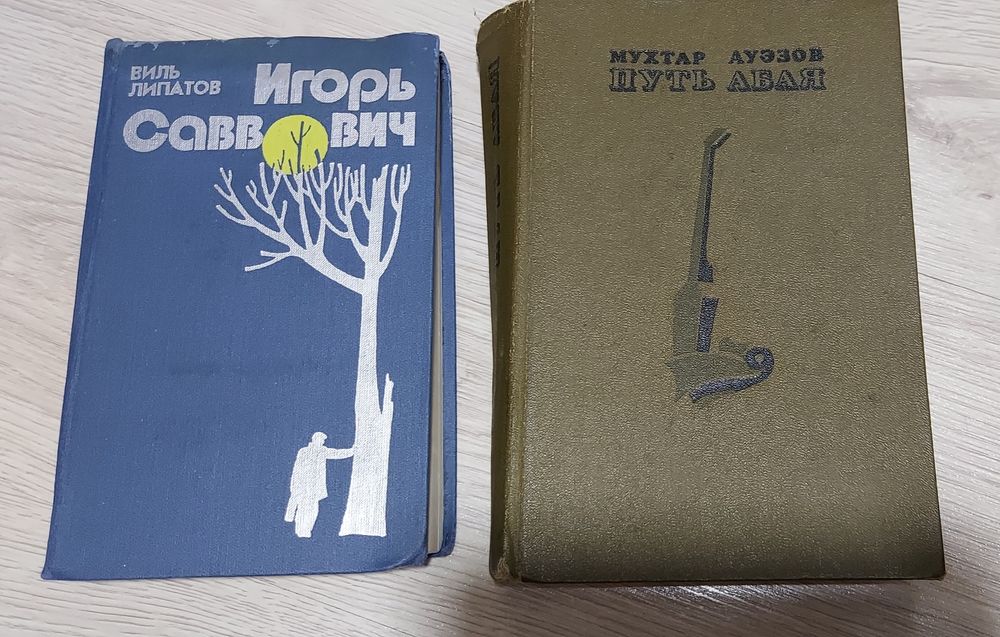 ВИЛЬ
ЛИПАТОВ
Игорь
Саввович
МУХТАР АУЭЗОВ
ПУТЬ АБАЯ